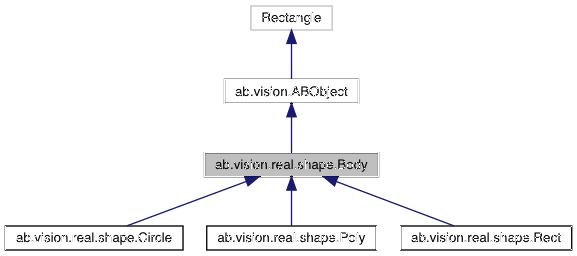 Rectangle
ab.vision.ABObject
ab.vision.real.shape.Body
ab.vision.real.shape.Circle
ab.vision.real.shape.Poly
ab.vision.real.shape.Rect